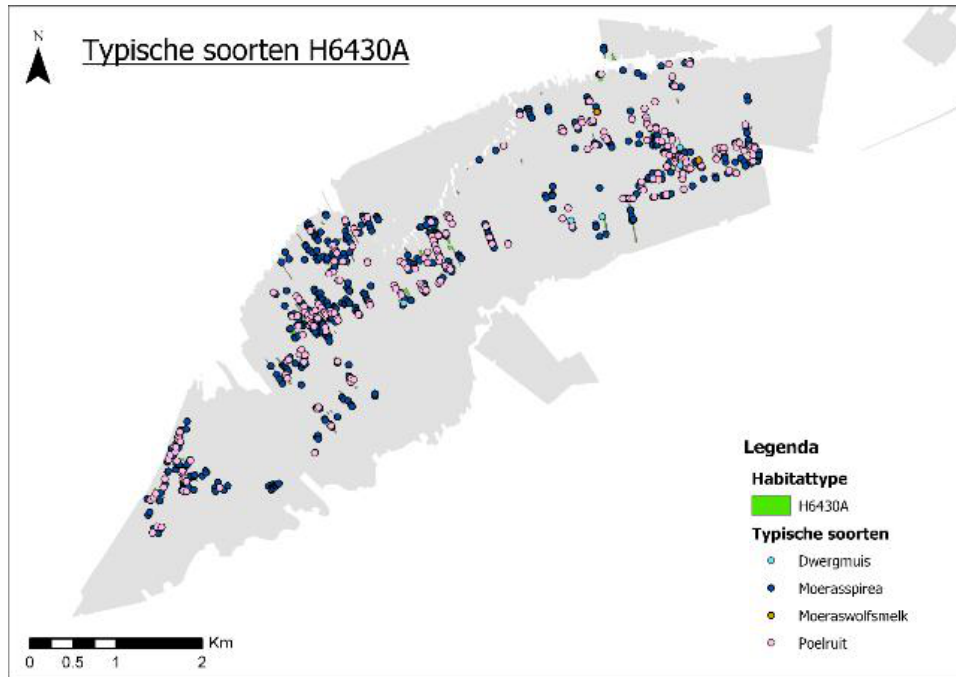 N
Typische soorten H6430A
Legenda
Habitattype
H6430A
Typische soorten
Dwergmuis
Moerasspirea
Moeraswolfsmelk
Poelruit
Km
0 0.5 1 2